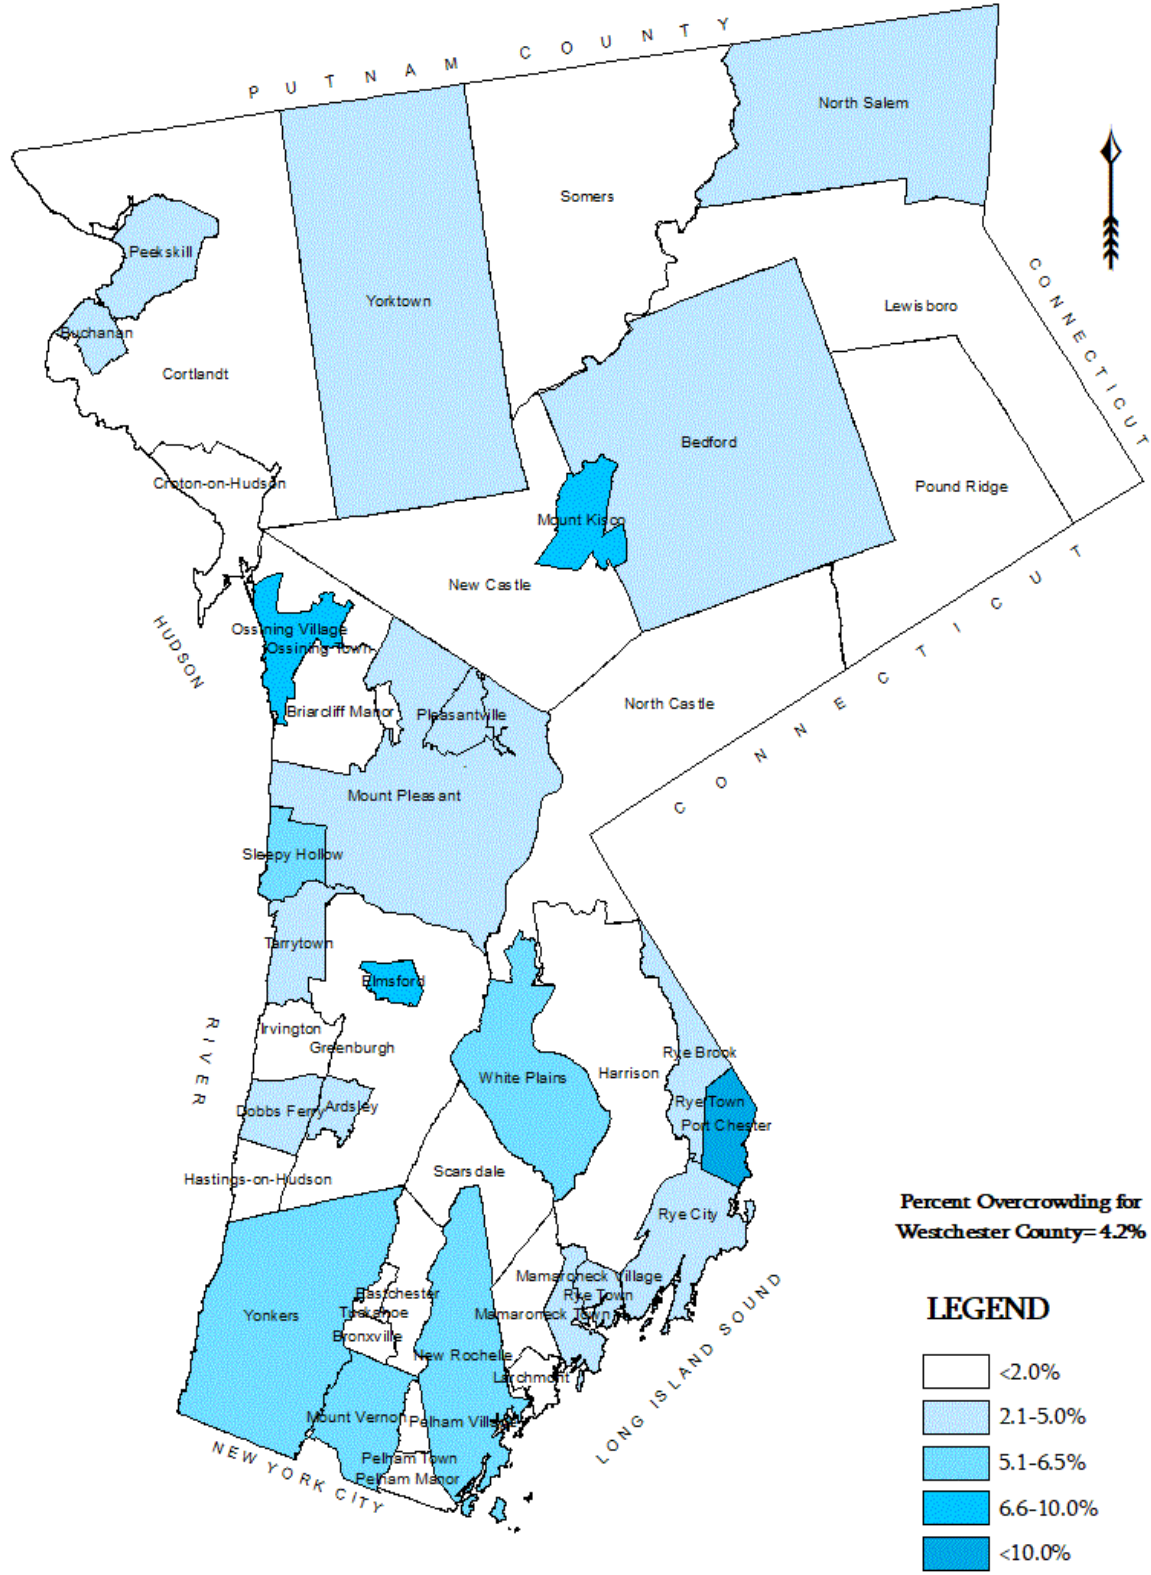 PUTNAM COUNTY
North Salem
Somers
Peekskill
Yorktown
Lewisboro
CONNECTICUT
Buchanan
Cortlandt
Bedford
Croton-on-Hudson
Pound Ridge
Mount Kisco
New Castle
CONNECTICUT
HUDSON
Ossining Village
Ossining Town
North Castle
Briarcliff Manor
Pleasantville
Mount Pleasant
Sleepy Hollow
Tarrytown
Elmsford
RIVER
Irvington
Greenburgh
Rye Brook
White Plains
Harrison
Dobbs Ferry
Ardsley
Rye Town
Port Chester
Scarsdale
Hastings-on-Hudson
Rye City
Percent Overcrowding for
Westchester County=4.2%
Mamaroneck Village
Eastchester
Rye Town
Yonkers
Tuckahoe
Mamaroneck Town
Bronxville
New Rochelle
Larchmont
LONG ISLAND SOUND
Mount Vernon
Pelham Village
Pelham Town
Pelham Manor
NEW YORK CITY
LEGEND
<2.0%
2.1-5.0%
5.1-6.5%
6.6-10.0%
<10.0%